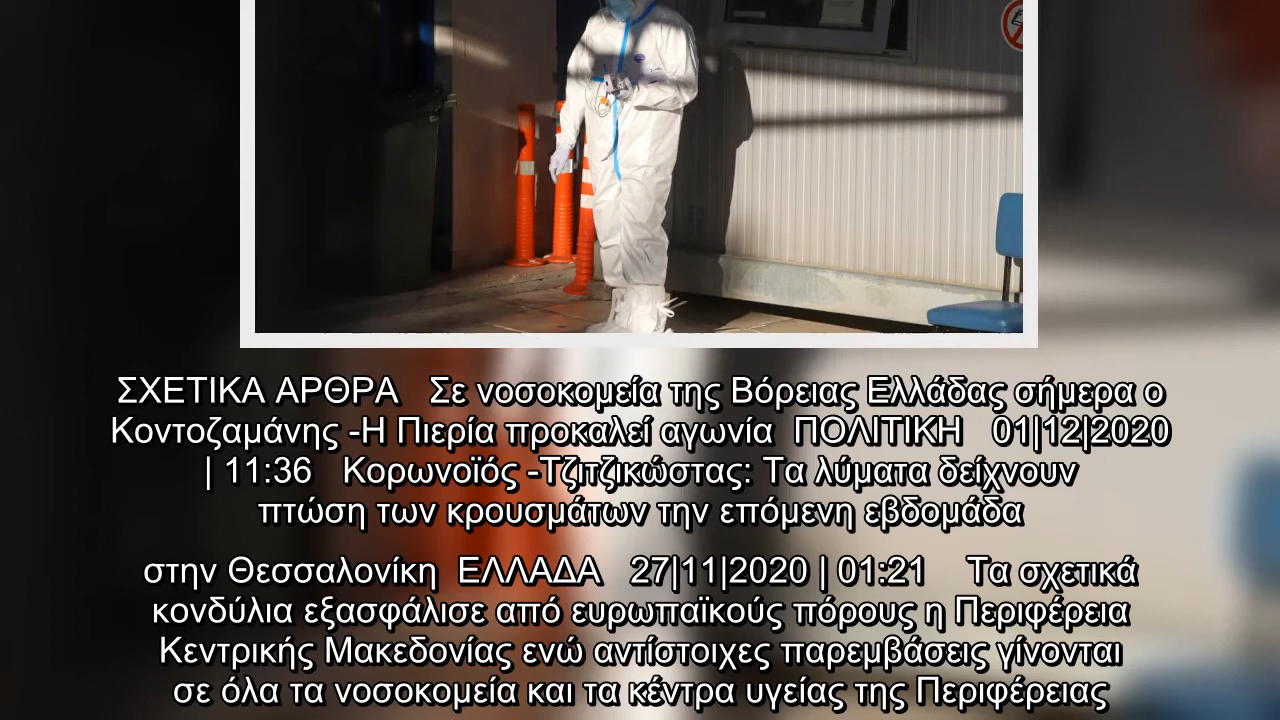 ΣΧΕΤΙΚΑ ΑΡΘΡΑ Σε νοσοκομεία της Βόρειας Ελλάδας σήμερα ο
Κοντοζαμάνης -Η Πιερία προκαλεί αγωνία ΠΟΛΙΤΙΚΗ 01|12|2020
| 11:36 Κορωνοϊός -Τζιτζικώστας: Τα λύματα δείχνουν
πτώση των κρουσμάτων την επόμενη εβδομάδα
στην Θεσσαλονίκη ΕΛΛΑΔΑ 27|11|2020 | 01:21 Τα σχετικά
κονδύλια εξασφάλισε από ευρωπαϊκούς πόρους η Περιφέρεια
Κεντρικής Μακεδονίας ενώ αντίστοιχες παρεμβάσεις γίνονται
σε όλα τα νοσοκομεία και τα κέντρα υγείας της Περιφέρειας